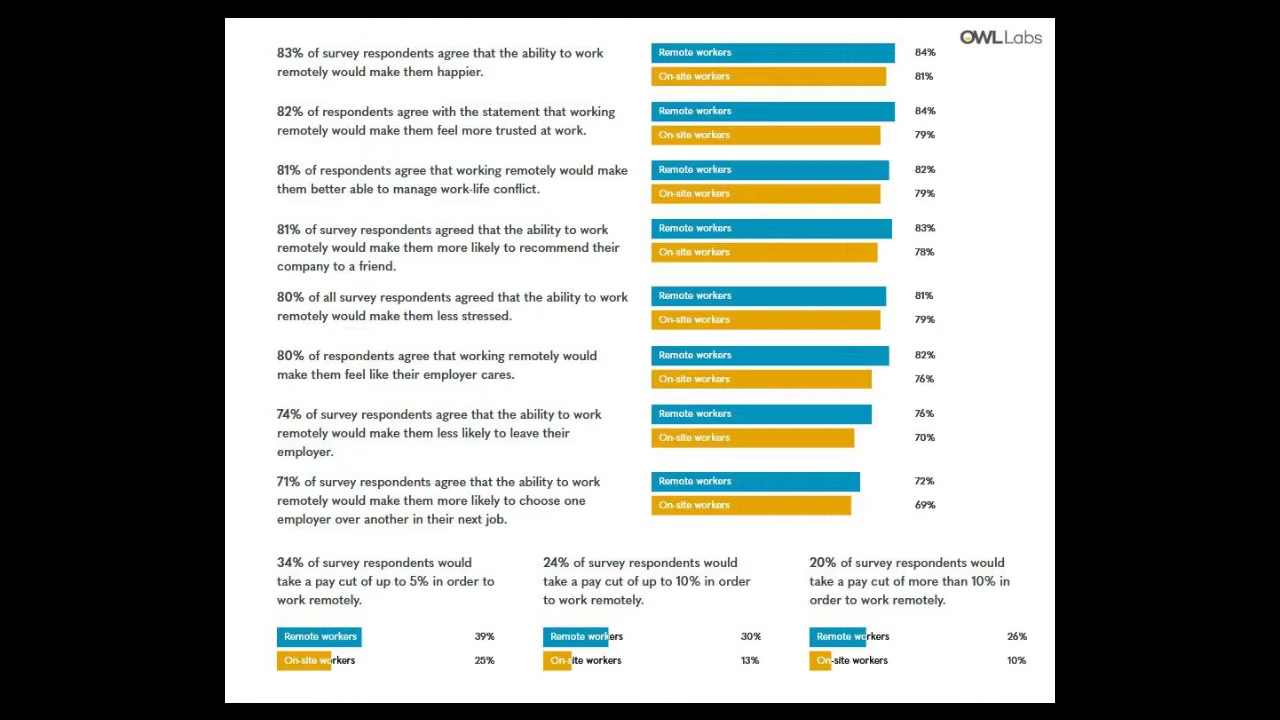 OWL Labs
83% of survey respondents agree that the ability to work
remotely would make them happier.
Remote workers 84%
On-site workers 81%
82% of respondents agree with the statement that working
remotely would make them feel more trusted at work.
Remote workers 84%
On-site workers 79%
81% of respondents agree that working remotely would make
them better able to manage work-life conflict.
Remote workers 82%
On-site workers 79%
81% of survey respondents agreed that the ability to work
remotely would make them more likely to recommend their
company to a friend.
Remote workers 83%
On-site workers 78%
80% of all survey respondents agreed that the ability to work
remotely would make them less stressed.
Remote workers 81%
On-site workers 79%
80% of respondents agree that working remotely would
make them feel like their employer cares.
Remote workers 82%
On-site workers 76%
74% of survey respondents agree that the ability to work
remotely would make them less likely to leave their
employer.
Remote workers 76%
On-site workers 70%
71% of survey respondents agree that the ability to work
remotely would make them more likely to choose one
employer over another in their next job.
Remote workers 72%
On-site workers 69%
34% of survey respondents would
take a pay cut of up to 5% in order to
work remotely.
Remote workers 39%
On-site workers 25%
24% of survey respondents would
take a pay cut of up to 10% in order
to work remotely.
Remote workers 30%
On-site workers 13%
20% of survey respondents would
take a pay cut of more than 10% in
order to work remotely.
Remote workers 26%
On-site workers 10%